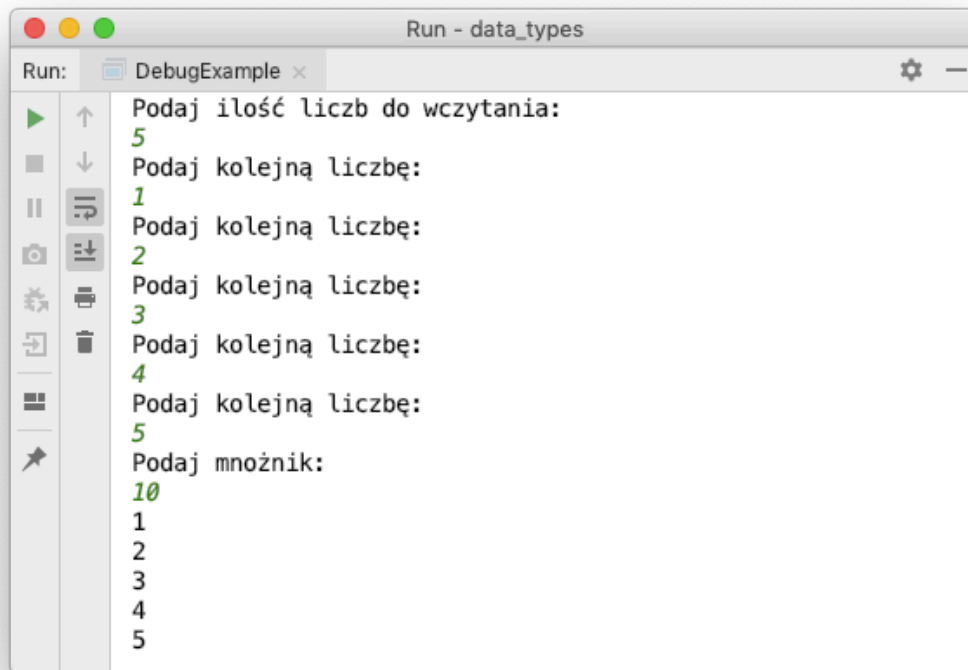 Run - data_types
Run: DebugExample
Podaj ilość liczb do wczytania:
5
Podaj kolejną liczbę:
1
Podaj kolejną liczbę:
2
Podaj kolejną liczbę:
3
Podaj kolejną liczbę:
4
Podaj kolejną liczbę:
5
Podaj mnożnik:
10
1
2
3
4
5